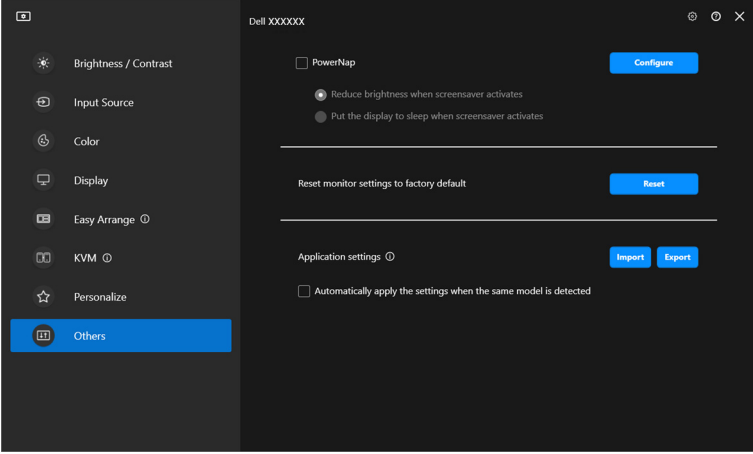 Dell XXXXXX
Brightness / Contrast
Input Source
Color
Display
Easy Arrange
KVM
Personalize
Others
PowerNap
Configure
Reduce brightness when screensaver activates
Put the display to sleep when screensaver activates
Reset monitor settings to factory default
Reset
Application settings
Import
Export
Automatically apply the settings when the same model is detected